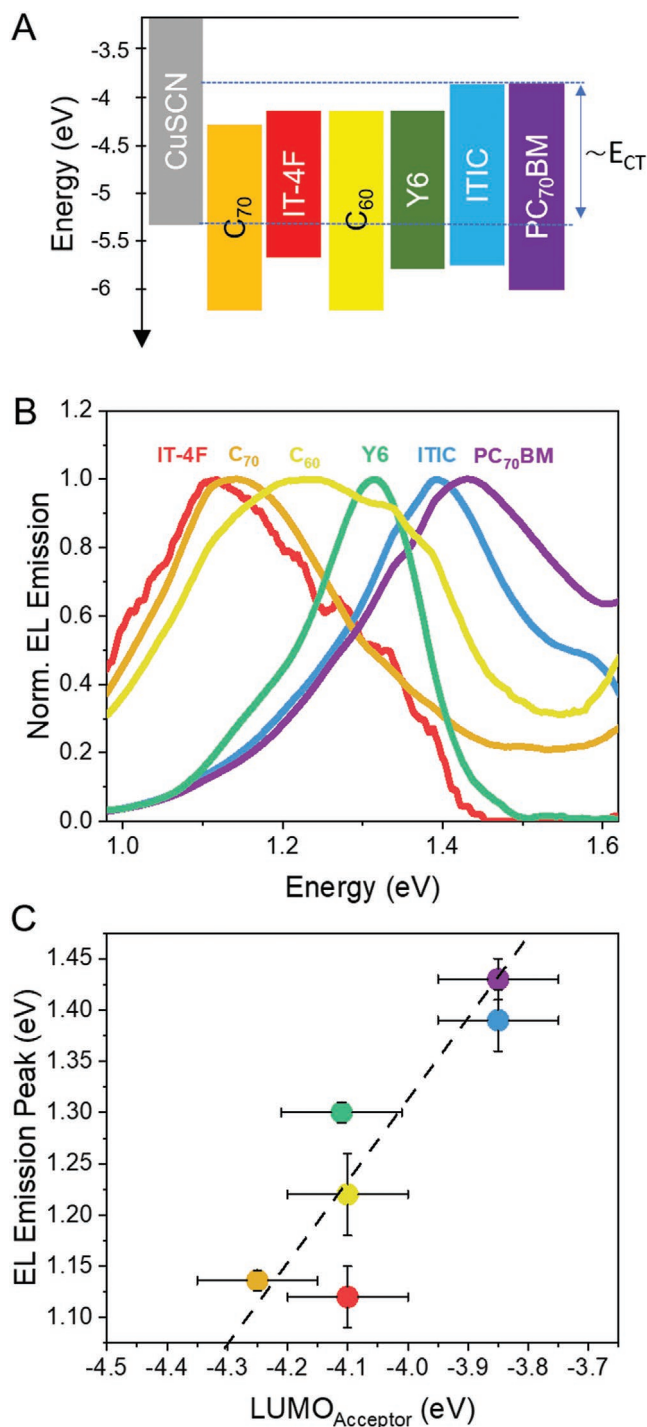 A
Energy (eV)
-3.5
-4
-4.5
-5
-5.5
-6
CuSCN
C₇₀
IT-4F
C₆₀
Y6
ITIC
PC₇₀BM
~E_CT
B
Norm. EL Emission
1.2
1.0
0.8
0.6
0.4
0.2
0.0
IT-4F C₇₀ C₆₀ Y6 ITIC PC₇₀BM
1.0 1.2 1.4 1.6
Energy (eV)
C
EL Emission Peak (eV)
1.45
1.40
1.35
1.30
1.25
1.20
1.15
1.10
-4.5 -4.4 -4.3 -4.2 -4.1 -4.0 -3.9 -3.8 -3.7
LUMO_Acceptor (eV)